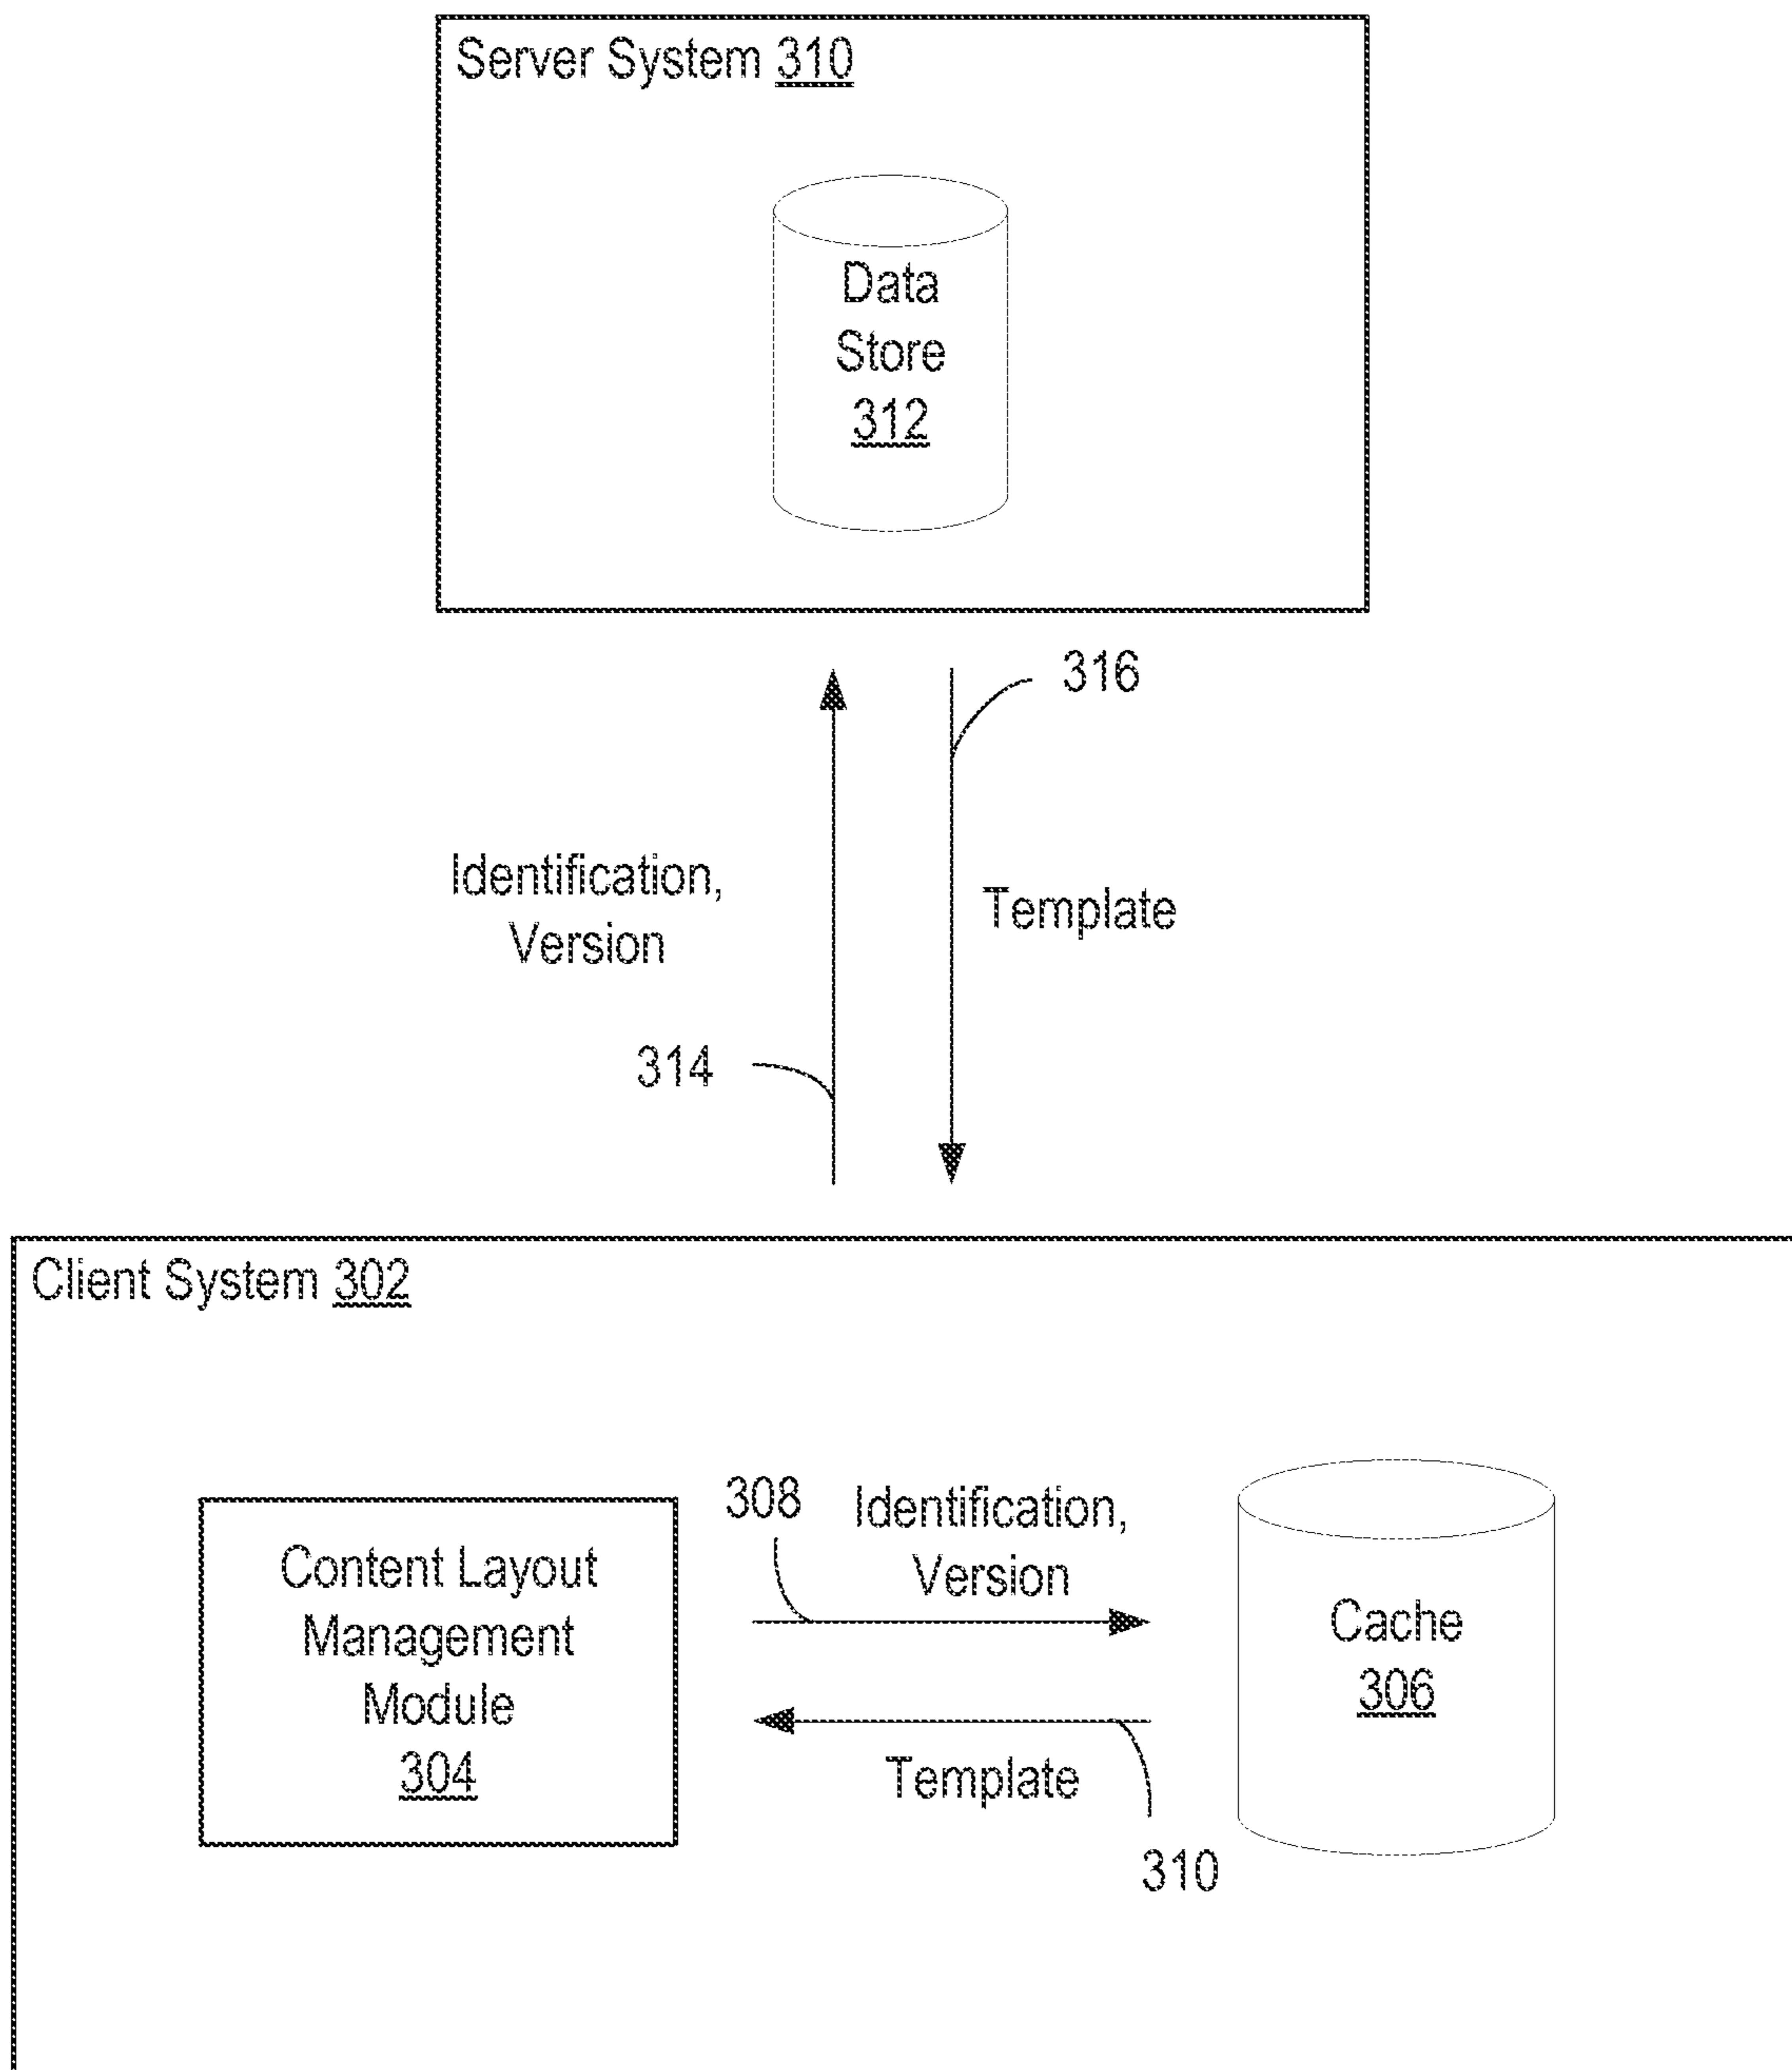 Server System 310
Data
Store
312
316
Identification,
Version
Template
314
Client System 302
308
Identification,
Version
Content Layout
Management
Module
304
Cache
306
Template
310